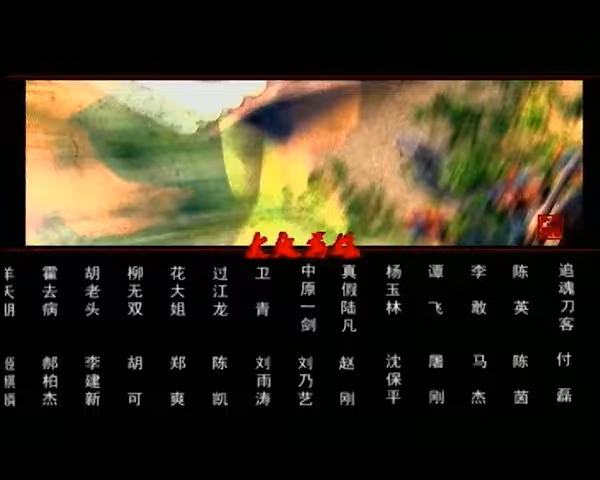 追魂刀客 付磊
陈英 陈茵
李敢 马杰
谭飞 屠刚
杨玉林 沈保平
真假陆凡 赵刚
中原一剑 刘乃艺
卫青 刘雨涛
过江龙 陈凯
花大姐 郑爽
柳无双 胡可
胡老头 李建新
霍去病 郝柏杰